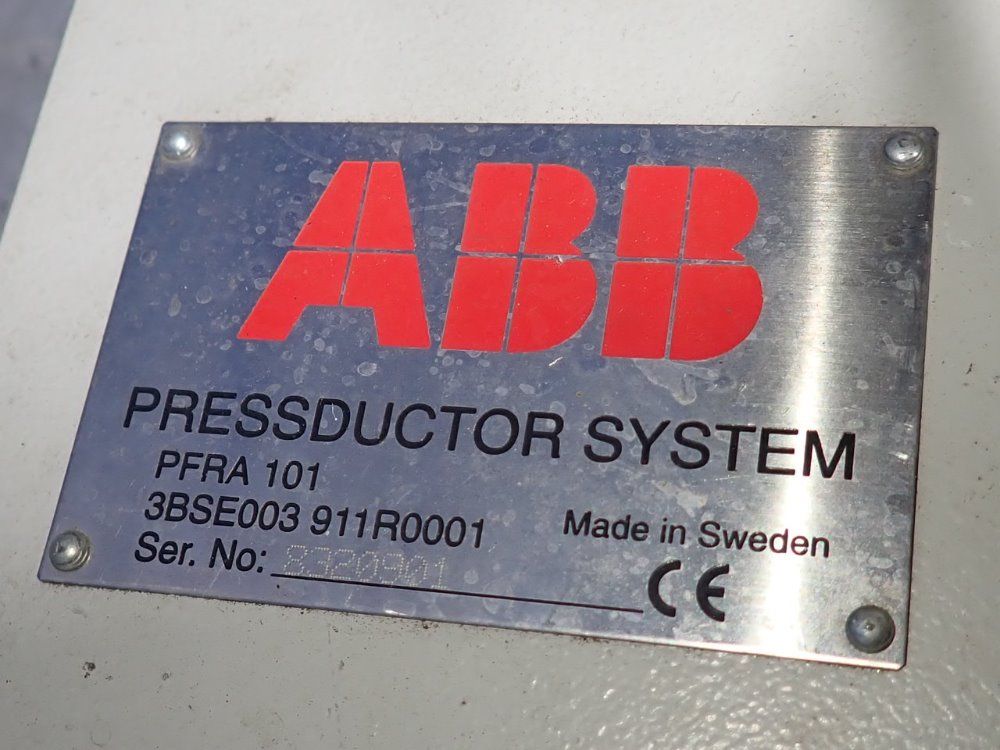 ABB
PRESSDUCTOR SYSTEM
PFRA 101
3BSE003 911R0001
Made in Sweden
Ser. No: 8320901
CE